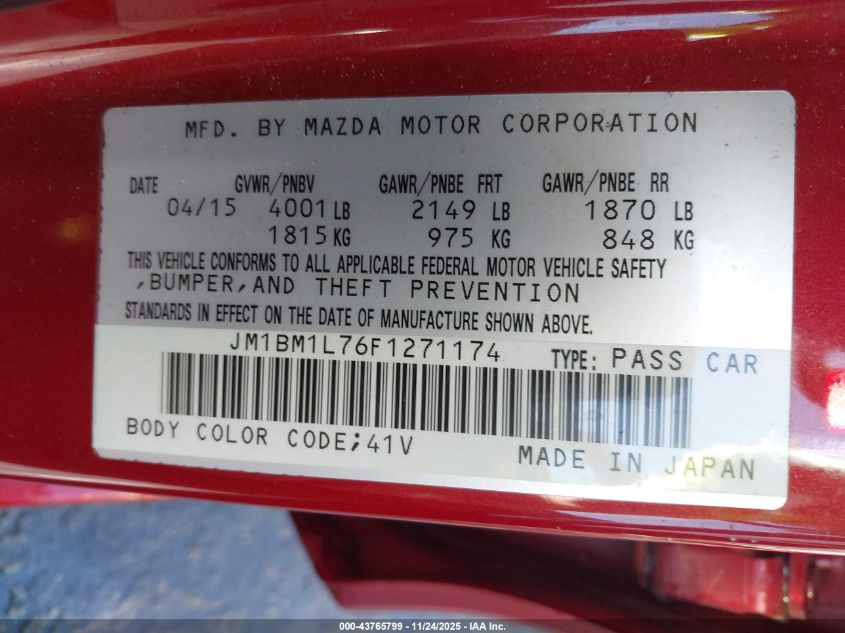 MFD. BY MAZDA MOTOR CORPORATION
DATE GVWR/PNBV GAWR/PNBE FRT GAWR/PNBE RR
04/15 4001 LB 2149 LB 1870 LB
1815 KG 975 KG 848 KG
THIS VEHICLE CONFORMS TO ALL APPLICABLE FEDERAL MOTOR VEHICLE SAFETY
,BUMPER,AND THEFT PREVENTION
STANDARDS IN EFFECT ON THE DATE OF MANUFACTURE SHOWN ABOVE.
JM1BM1L76F1271174 TYPE: PASS CAR
BODY COLOR CODE;41V
MADE IN JAPAN
000-43765799 - 11/24/2025 - IAA Inc.